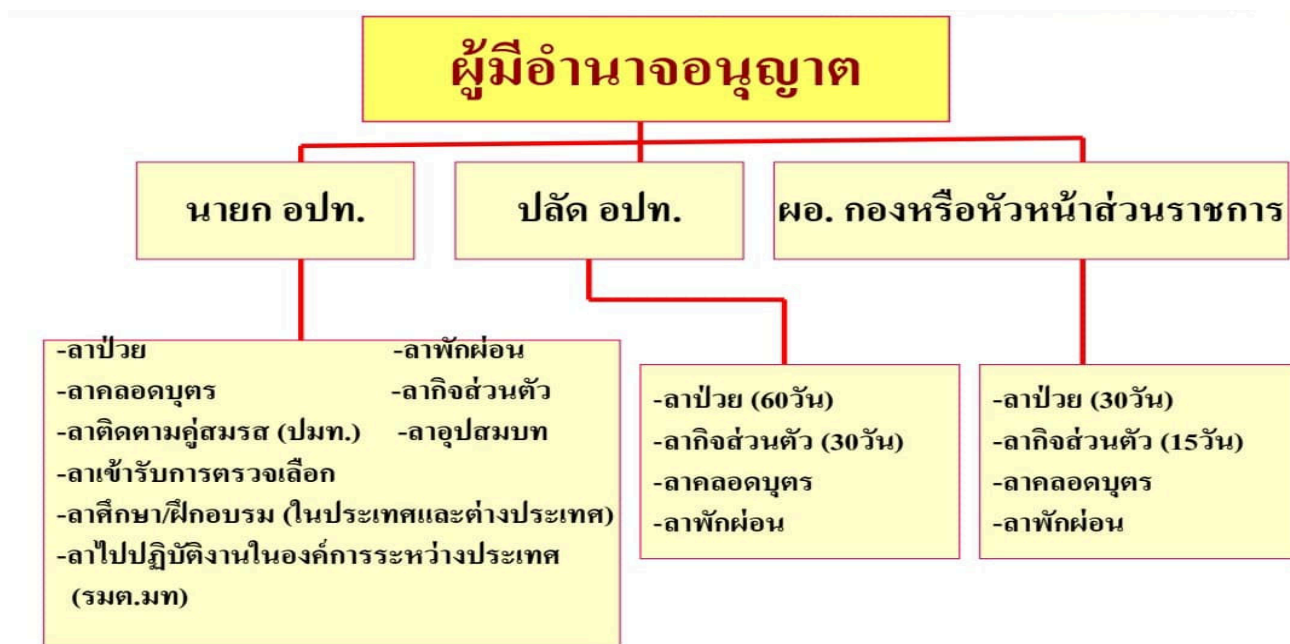 ผู้มีอำนาจอนุญาต
นายก อปท.
ปลัด อปท.
ผอ. กองหรือหัวหน้าส่วนราชการ
-ลาป่วย -ลาพักผ่อน
-ลาคลอดบุตร -ลากิจส่วนตัว
-ลาติดตามคู่สมรส (ปมท.) -ลาอุปสมบท
-ลาเข้ารับการตรวจเลือก
-ลาศึกษา/ฝึกอบรม (ในประเทศและต่างประเทศ)
-ลาไปปฏิบัติงานในองค์การระหว่างประเทศ
(รมต.มท)
-ลาป่วย (60วัน)
-ลากิจส่วนตัว (30วัน)
-ลาคลอดบุตร
-ลาพักผ่อน
-ลาป่วย (30วัน)
-ลากิจส่วนตัว (15วัน)
-ลาคลอดบุตร
-ลาพักผ่อน